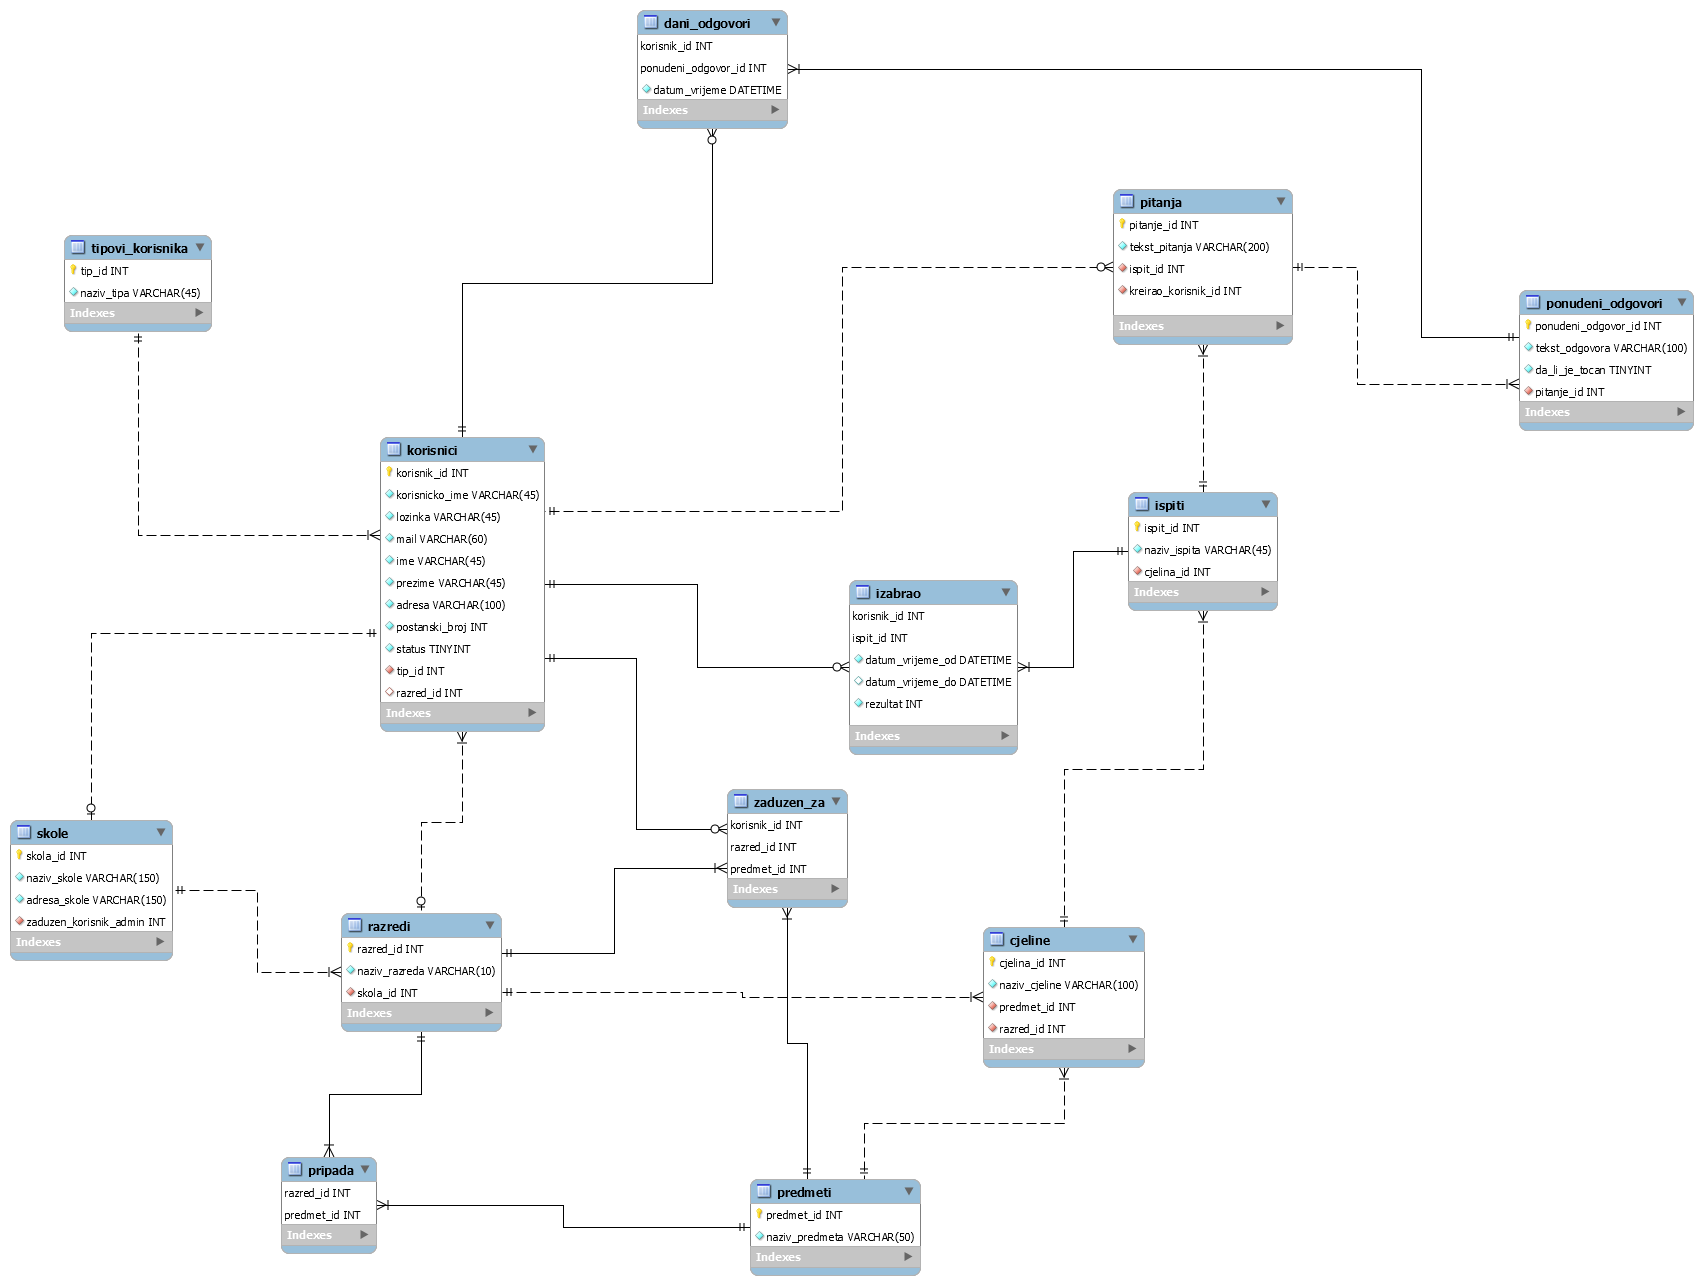 dani_odgovori
korisnik_id INT
ponudeni_odgovor_id INT
datum_vrijeme DATETIME
Indexes
pitanja
pitanje_id INT
tekst_pitanja VARCHAR(200)
ispit_id INT
kreirao_korisnik_id INT
Indexes
tipovi_korisnika
tip_id INT
naziv_tipa VARCHAR(45)
Indexes
ponudeni_odgovori
ponudeni_odgovor_id INT
tekst_odgovora VARCHAR(100)
da_li_je_tocan TINYINT
pitanje_id INT
Indexes
korisnici
korisnik_id INT
korisnicko_ime VARCHAR(45)
lozinka VARCHAR(45)
mail VARCHAR(60)
ime VARCHAR(45)
prezime VARCHAR(45)
adresa VARCHAR(100)
postanski_broj INT
status TINYINT
tip_id INT
razred_id INT
Indexes
ispiti
ispit_id INT
naziv_ispita VARCHAR(45)
cjelina_id INT
Indexes
izabrao
korisnik_id INT
ispit_id INT
datum_vrijeme_od DATETIME
datum_vrijeme_do DATETIME
rezultat INT
Indexes
zaduzen_za
korisnik_id INT
razred_id INT
predmet_id INT
Indexes
skole
skola_id INT
naziv_skole VARCHAR(150)
adresa_skole VARCHAR(150)
zaduzen_korisnik_admin INT
Indexes
razredi
razred_id INT
naziv_razreda VARCHAR(10)
skola_id INT
Indexes
cjeline
cjelina_id INT
naziv_cjeline VARCHAR(100)
predmet_id INT
razred_id INT
Indexes
pripada
razred_id INT
predmet_id INT
Indexes
predmeti
predmet_id INT
naziv_predmeta VARCHAR(50)
Indexes